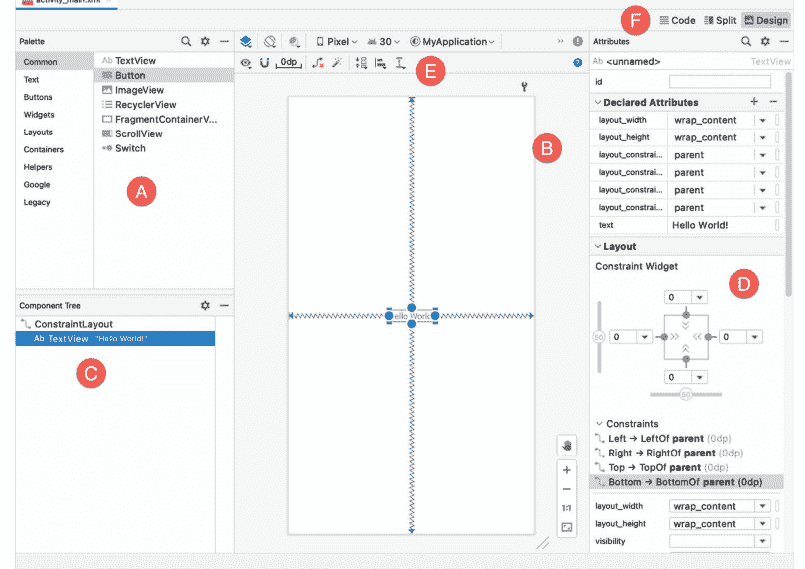 activity_main.xml
F Code Split Design
Palette
Pixel 30 MyApplication
Attributes
Common
Text
Buttons
Widgets
Layouts
Containers
Helpers
Google
Legacy
Ab TextView
Button
ImageView
RecyclerView
FragmentContainerV...
ScrollView
Switch
A
0dp
E
B
Ab <unnamed> TextView
id
Declared Attributes
layout_width wrap_content
layout_height wrap_content
layout_constrai... parent
layout_constrai... parent
layout_constrai... parent
layout_constrai... parent
text Hello World!
Layout
Constraint Widget
D
0
50 0 0
0
50
Component Tree
ConstraintLayout
Ab TextView "Hello World!"
C
Hello World
1:1
Constraints
Left → LeftOf parent (0dp)
Right → RightOf parent (0dp)
Top → TopOf parent (0dp)
Bottom → BottomOf parent (0dp)
layout_width wrap_content
layout_height wrap_content
visibility